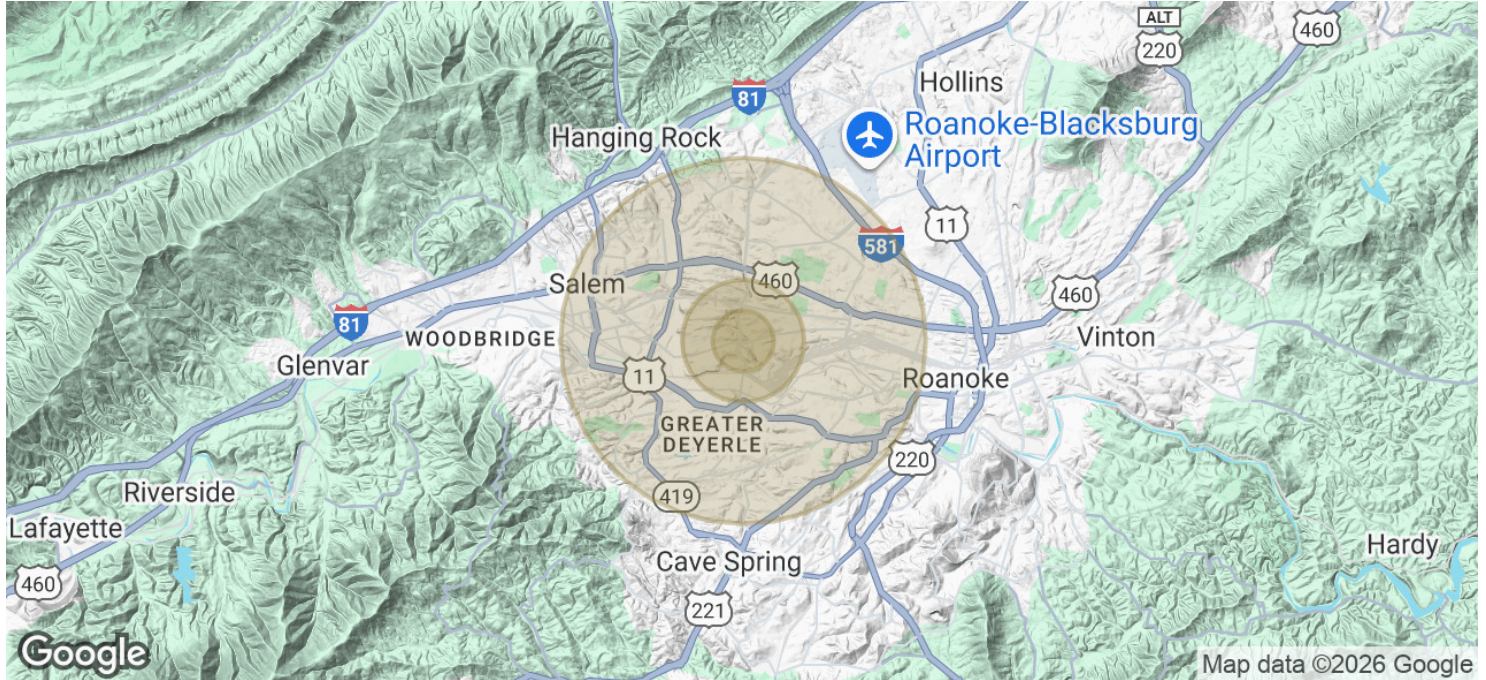 ALT
220
460
Hollins
81
Roanoke-Blacksburg
Airport
Hanging Rock
11
581
Salem
460
460
81
WOODBRIDGE
Vinton
Glenvar
11
Roanoke
GREATER
DEYERLE
220
Riverside
419
Lafayette
Cave Spring
Hardy
460
221
Google
Map data ©2026 Google